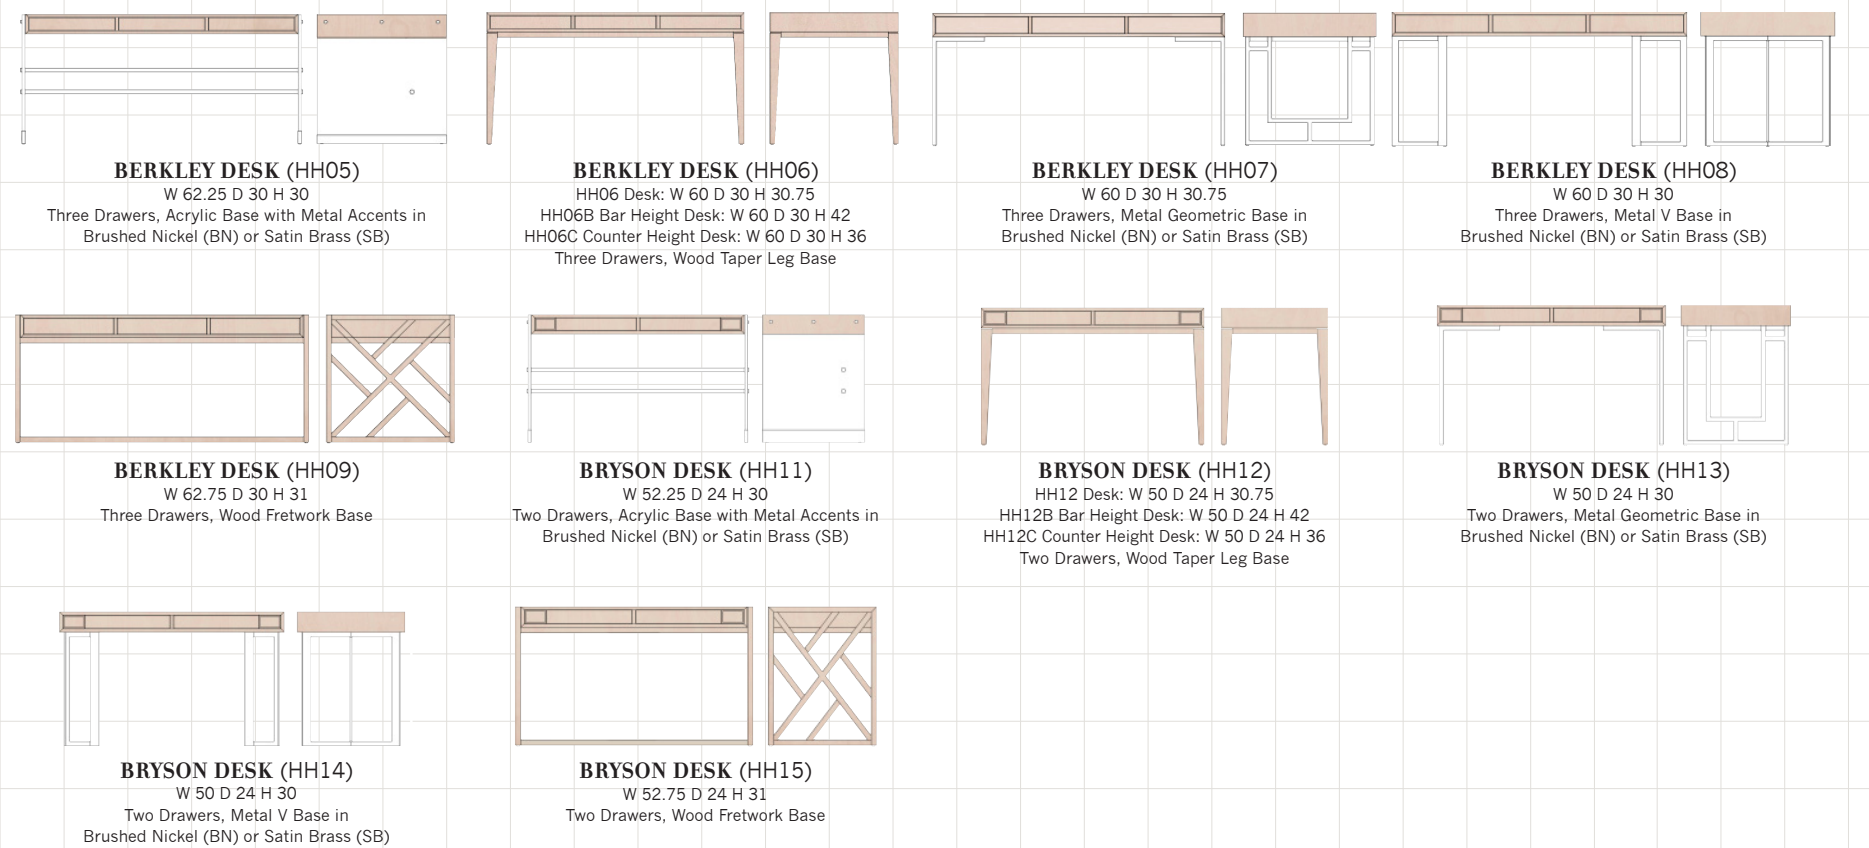 BERKLEY DESK (HH05)
W 62.25 D 30 H 30
Three Drawers, Acrylic Base with Metal Accents in
Brushed Nickel (BN) or Satin Brass (SB)
BERKLEY DESK (HH06)
HH06 Desk: W 60 D 30 H 30.75
HH06B Bar Height Desk: W 60 D 30 H 42
HH06C Counter Height Desk: W 60 D 30 H 36
Three Drawers, Wood Taper Leg Base
BERKLEY DESK (HH07)
W 60 D 30 H 30.75
Three Drawers, Metal Geometric Base in
Brushed Nickel (BN) or Satin Brass (SB)
BERKLEY DESK (HH08)
W 60 D 30 H 30
Three Drawers, Metal V Base in
Brushed Nickel (BN) or Satin Brass (SB)
BERKLEY DESK (HH09)
W 62.75 D 30 H 31
Three Drawers, Wood Fretwork Base
BRYSON DESK (HH11)
W 52.25 D 24 H 30
Two Drawers, Acrylic Base with Metal Accents in
Brushed Nickel (BN) or Satin Brass (SB)
BRYSON DESK (HH12)
HH12 Desk: W 50 D 24 H 30.75
HH12B Bar Height Desk: W 50 D 24 H 42
HH12C Counter Height Desk: W 50 D 24 H 36
Two Drawers, Wood Taper Leg Base
BRYSON DESK (HH13)
W 50 D 24 H 30
Two Drawers, Metal Geometric Base in
Brushed Nickel (BN) or Satin Brass (SB)
BRYSON DESK (HH14)
W 50 D 24 H 30
Two Drawers, Metal V Base in
Brushed Nickel (BN) or Satin Brass (SB)
BRYSON DESK (HH15)
W 52.75 D 24 H 31
Two Drawers, Wood Fretwork Base